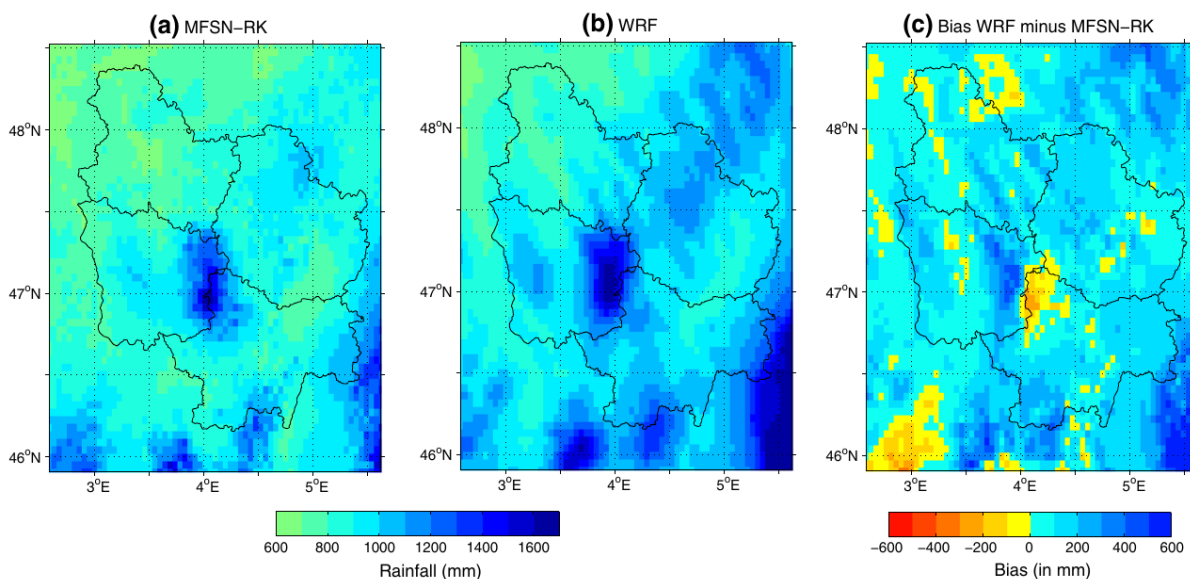 (a) MFSN-RK
(b) WRF
(c) Bias WRF minus MFSN-RK
48°N
47°N
46°N
3°E
4°E
5°E
48°N
47°N
46°N
3°E
4°E
5°E
48°N
47°N
46°N
3°E
4°E
5°E
600 800 1000 1200 1400 1600
Rainfall (mm)
−600 −400 −200 0 200 400 600
Bias (in mm)